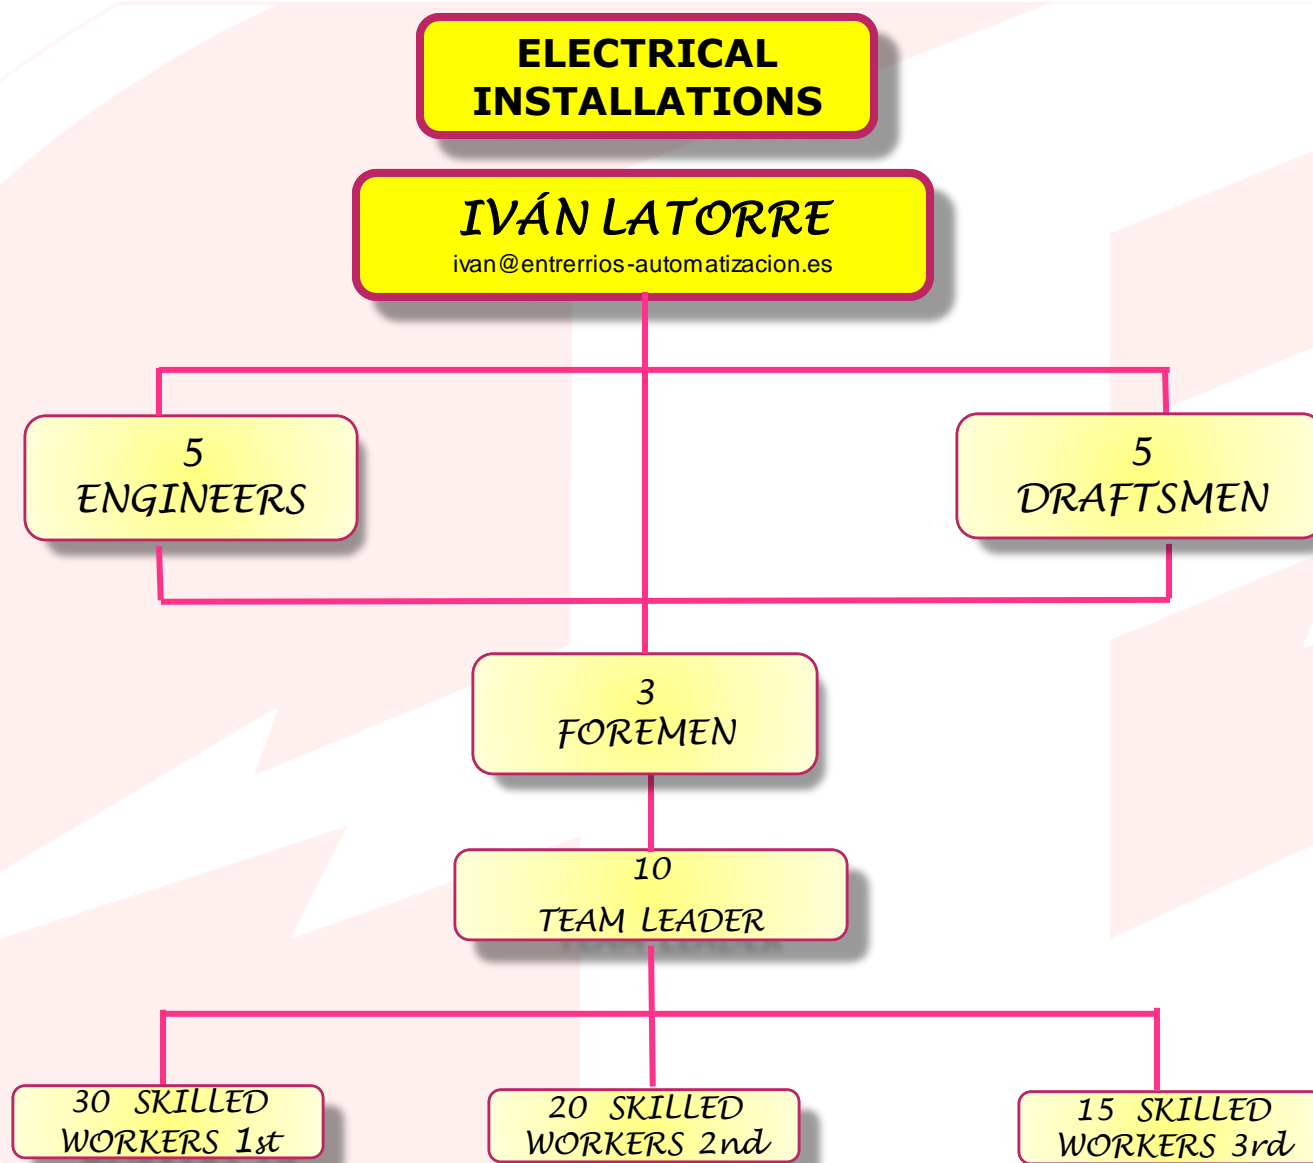 ELECTRICAL
INSTALLATIONS
IVÁN LATORRE
ivan@entrerrios-automatizacion.es
5
ENGINEERS
5
DRAFTSMEN
3
FOREMEN
10
TEAM LEADER
30 SKILLED
WORKERS 1st
20 SKILLED
WORKERS 2nd
15 SKILLED
WORKERS 3rd